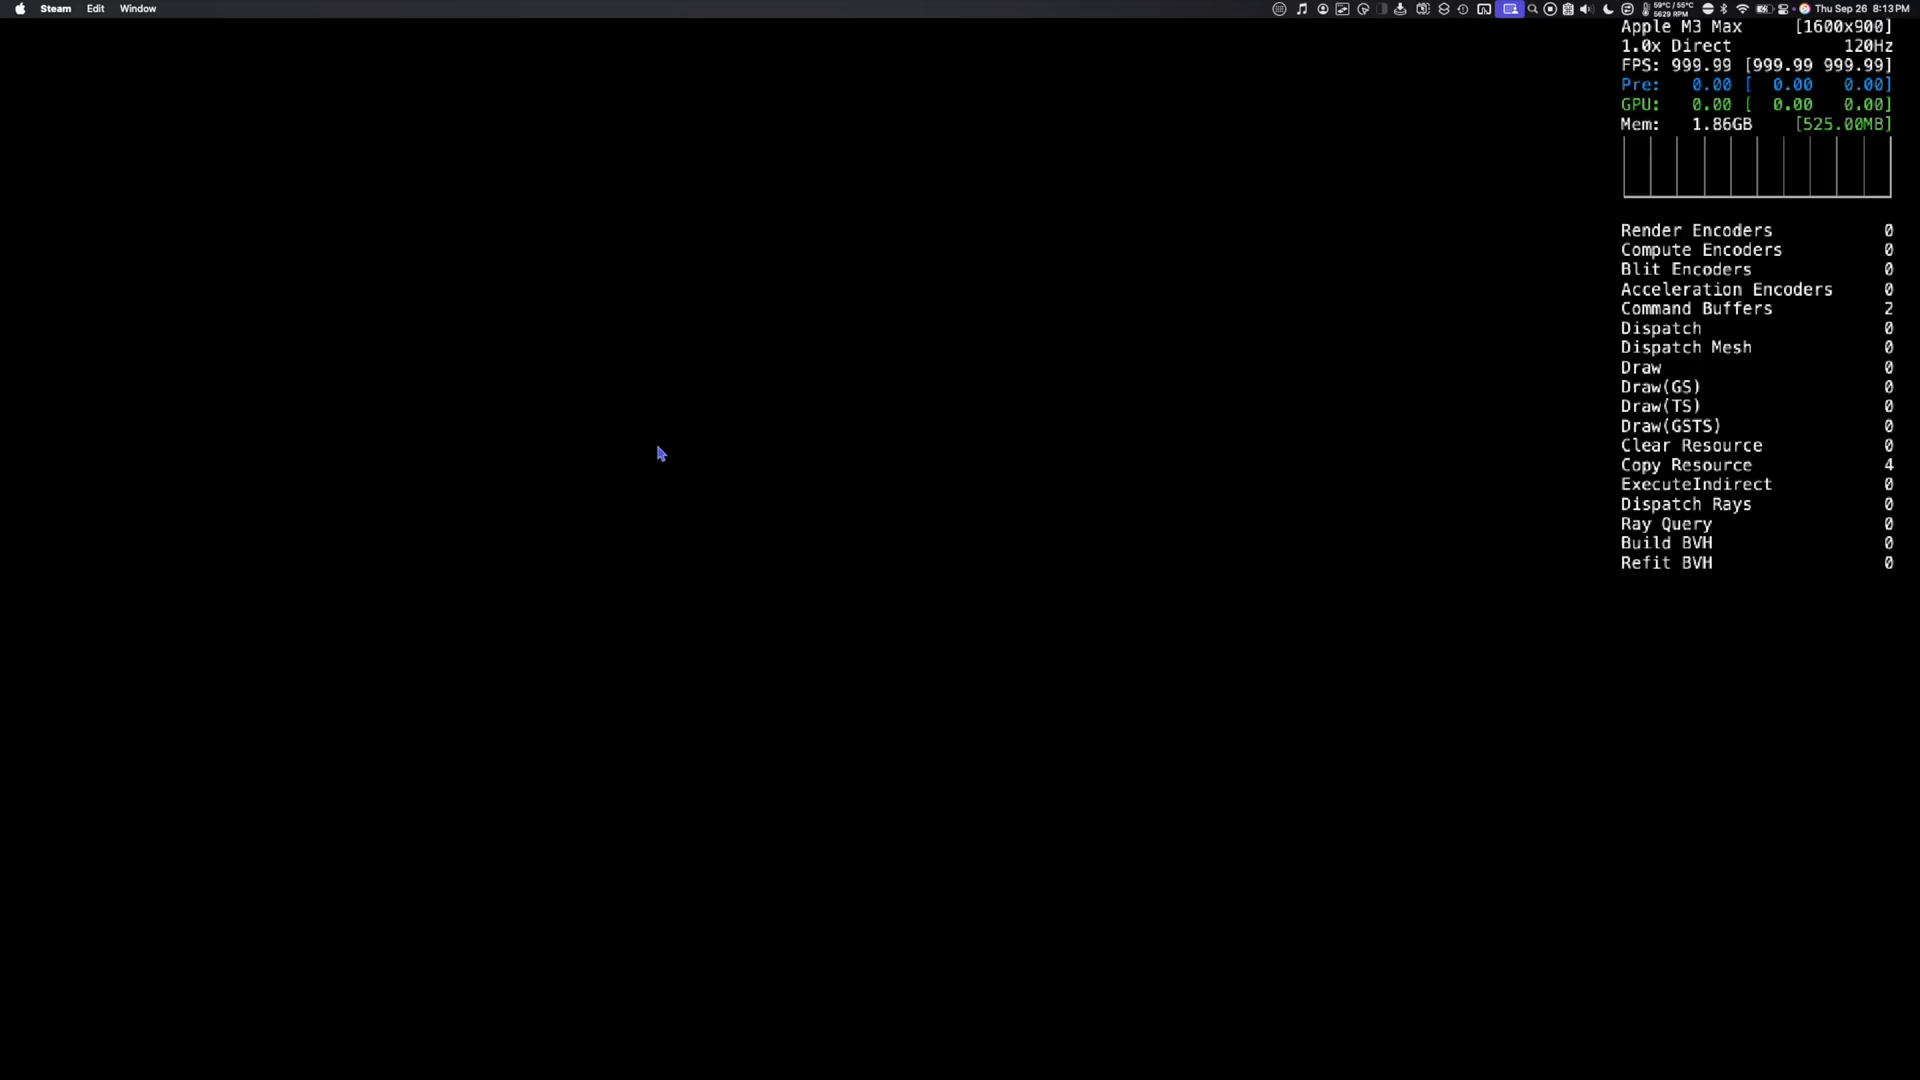 Steam Edit Window 59°C / 55°C 5629 RPM Thu Sep 26 8:13 PM
Apple M3 Max [1600x900]
1.0x Direct 120Hz
FPS: 999.99 [999.99 999.99]
Pre: 0.00 [ 0.00 0.00]
GPU: 0.00 [ 0.00 0.00]
Mem: 1.86GB [525.00MB]
Render Encoders 0
Compute Encoders 0
Blit Encoders 0
Acceleration Encoders 0
Command Buffers 2
Dispatch 0
Dispatch Mesh 0
Draw 0
Draw(GS) 0
Draw(TS) 0
Draw(GSTS) 0
Clear Resource 0
Copy Resource 4
ExecuteIndirect 0
Dispatch Rays 0
Ray Query 0
Build BVH 0
Refit BVH 0